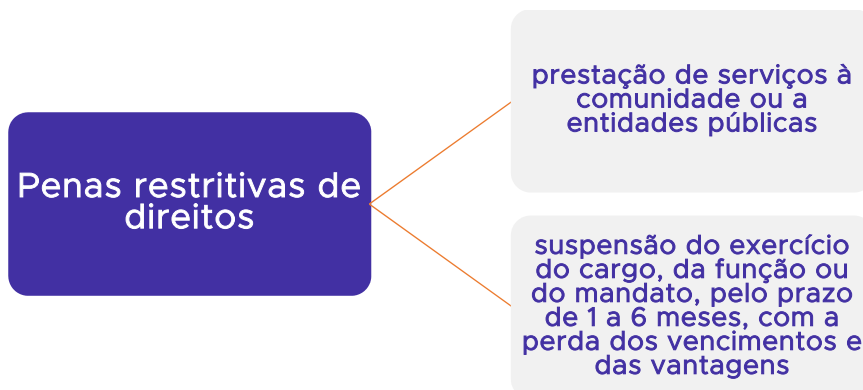 Penas restritivas de
direitos
prestação de serviços à
comunidade ou a
entidades públicas
suspensão do exercício
do cargo, da função ou
do mandato, pelo prazo
de 1 a 6 meses, com a
perda dos vencimentos e
das vantagens